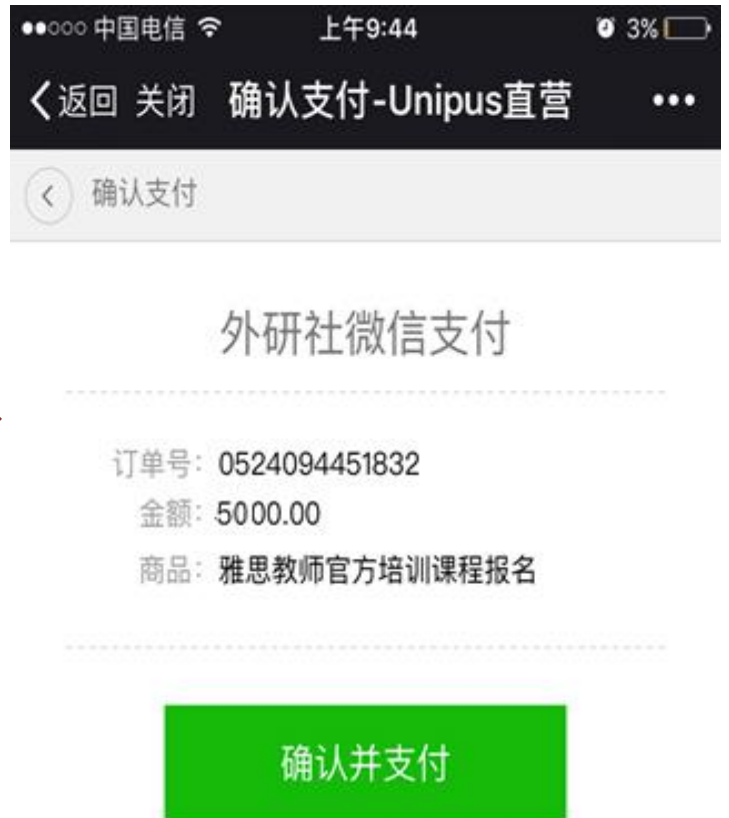 中国电信 上午9:44 3%
返回 关闭 确认支付-Unipus直营
确认支付
外研社微信支付
订单号: 0524094451832
金额: 5000.00
商品: 雅思教师官方培训课程报名
确认并支付